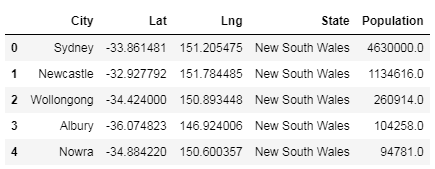 City Lat Lng State Population
0 Sydney -33.861481 151.205475 New South Wales 4630000.0
1 Newcastle -32.927792 151.784485 New South Wales 1134616.0
2 Wollongong -34.424000 150.893448 New South Wales 260914.0
3 Albury -36.074823 146.924006 New South Wales 104258.0
4 Nowra -34.884220 150.600357 New South Wales 94781.0